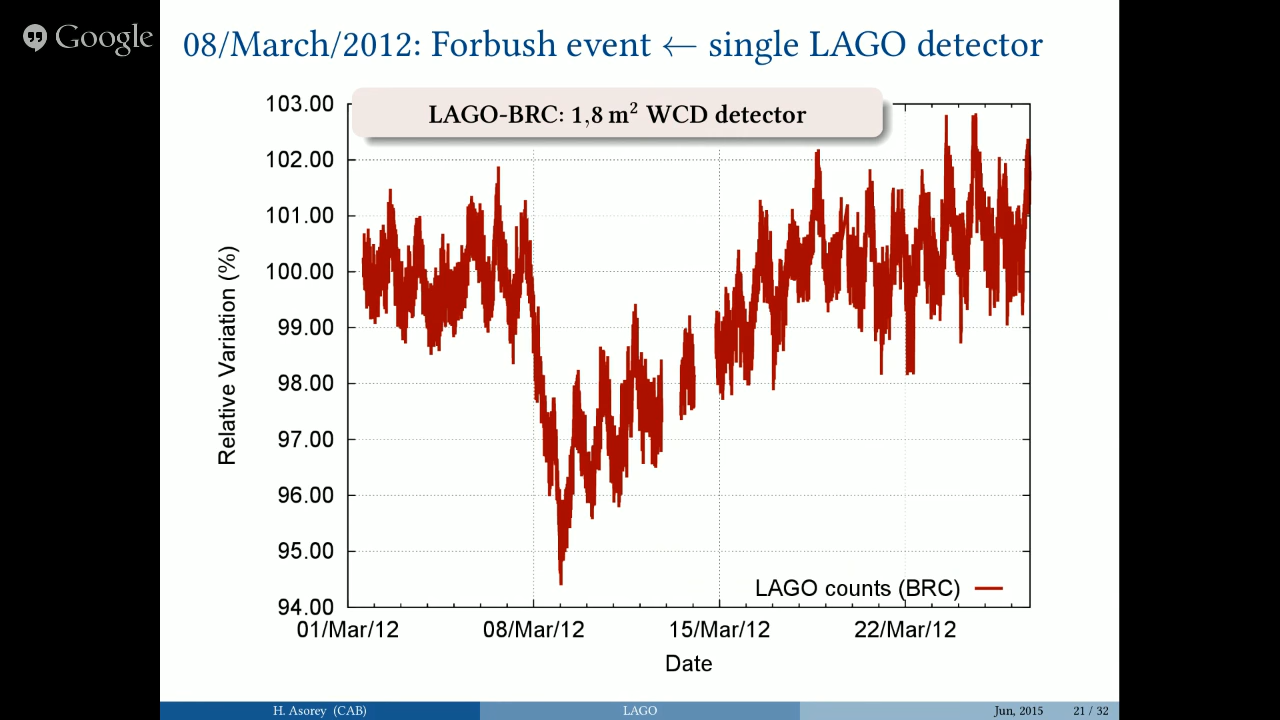 Google
08/March/2012: Forbush event ← single LAGO detector
LAGO-BRC: 1,8 m² WCD detector
103.00
102.00
101.00
100.00
99.00
98.00
97.00
96.00
95.00
94.00
Relative Variation (%)
LAGO counts (BRC)
01/Mar/12 08/Mar/12 15/Mar/12 22/Mar/12
Date
H. Asorey (CAB) LAGO Jun, 2015 21 / 32